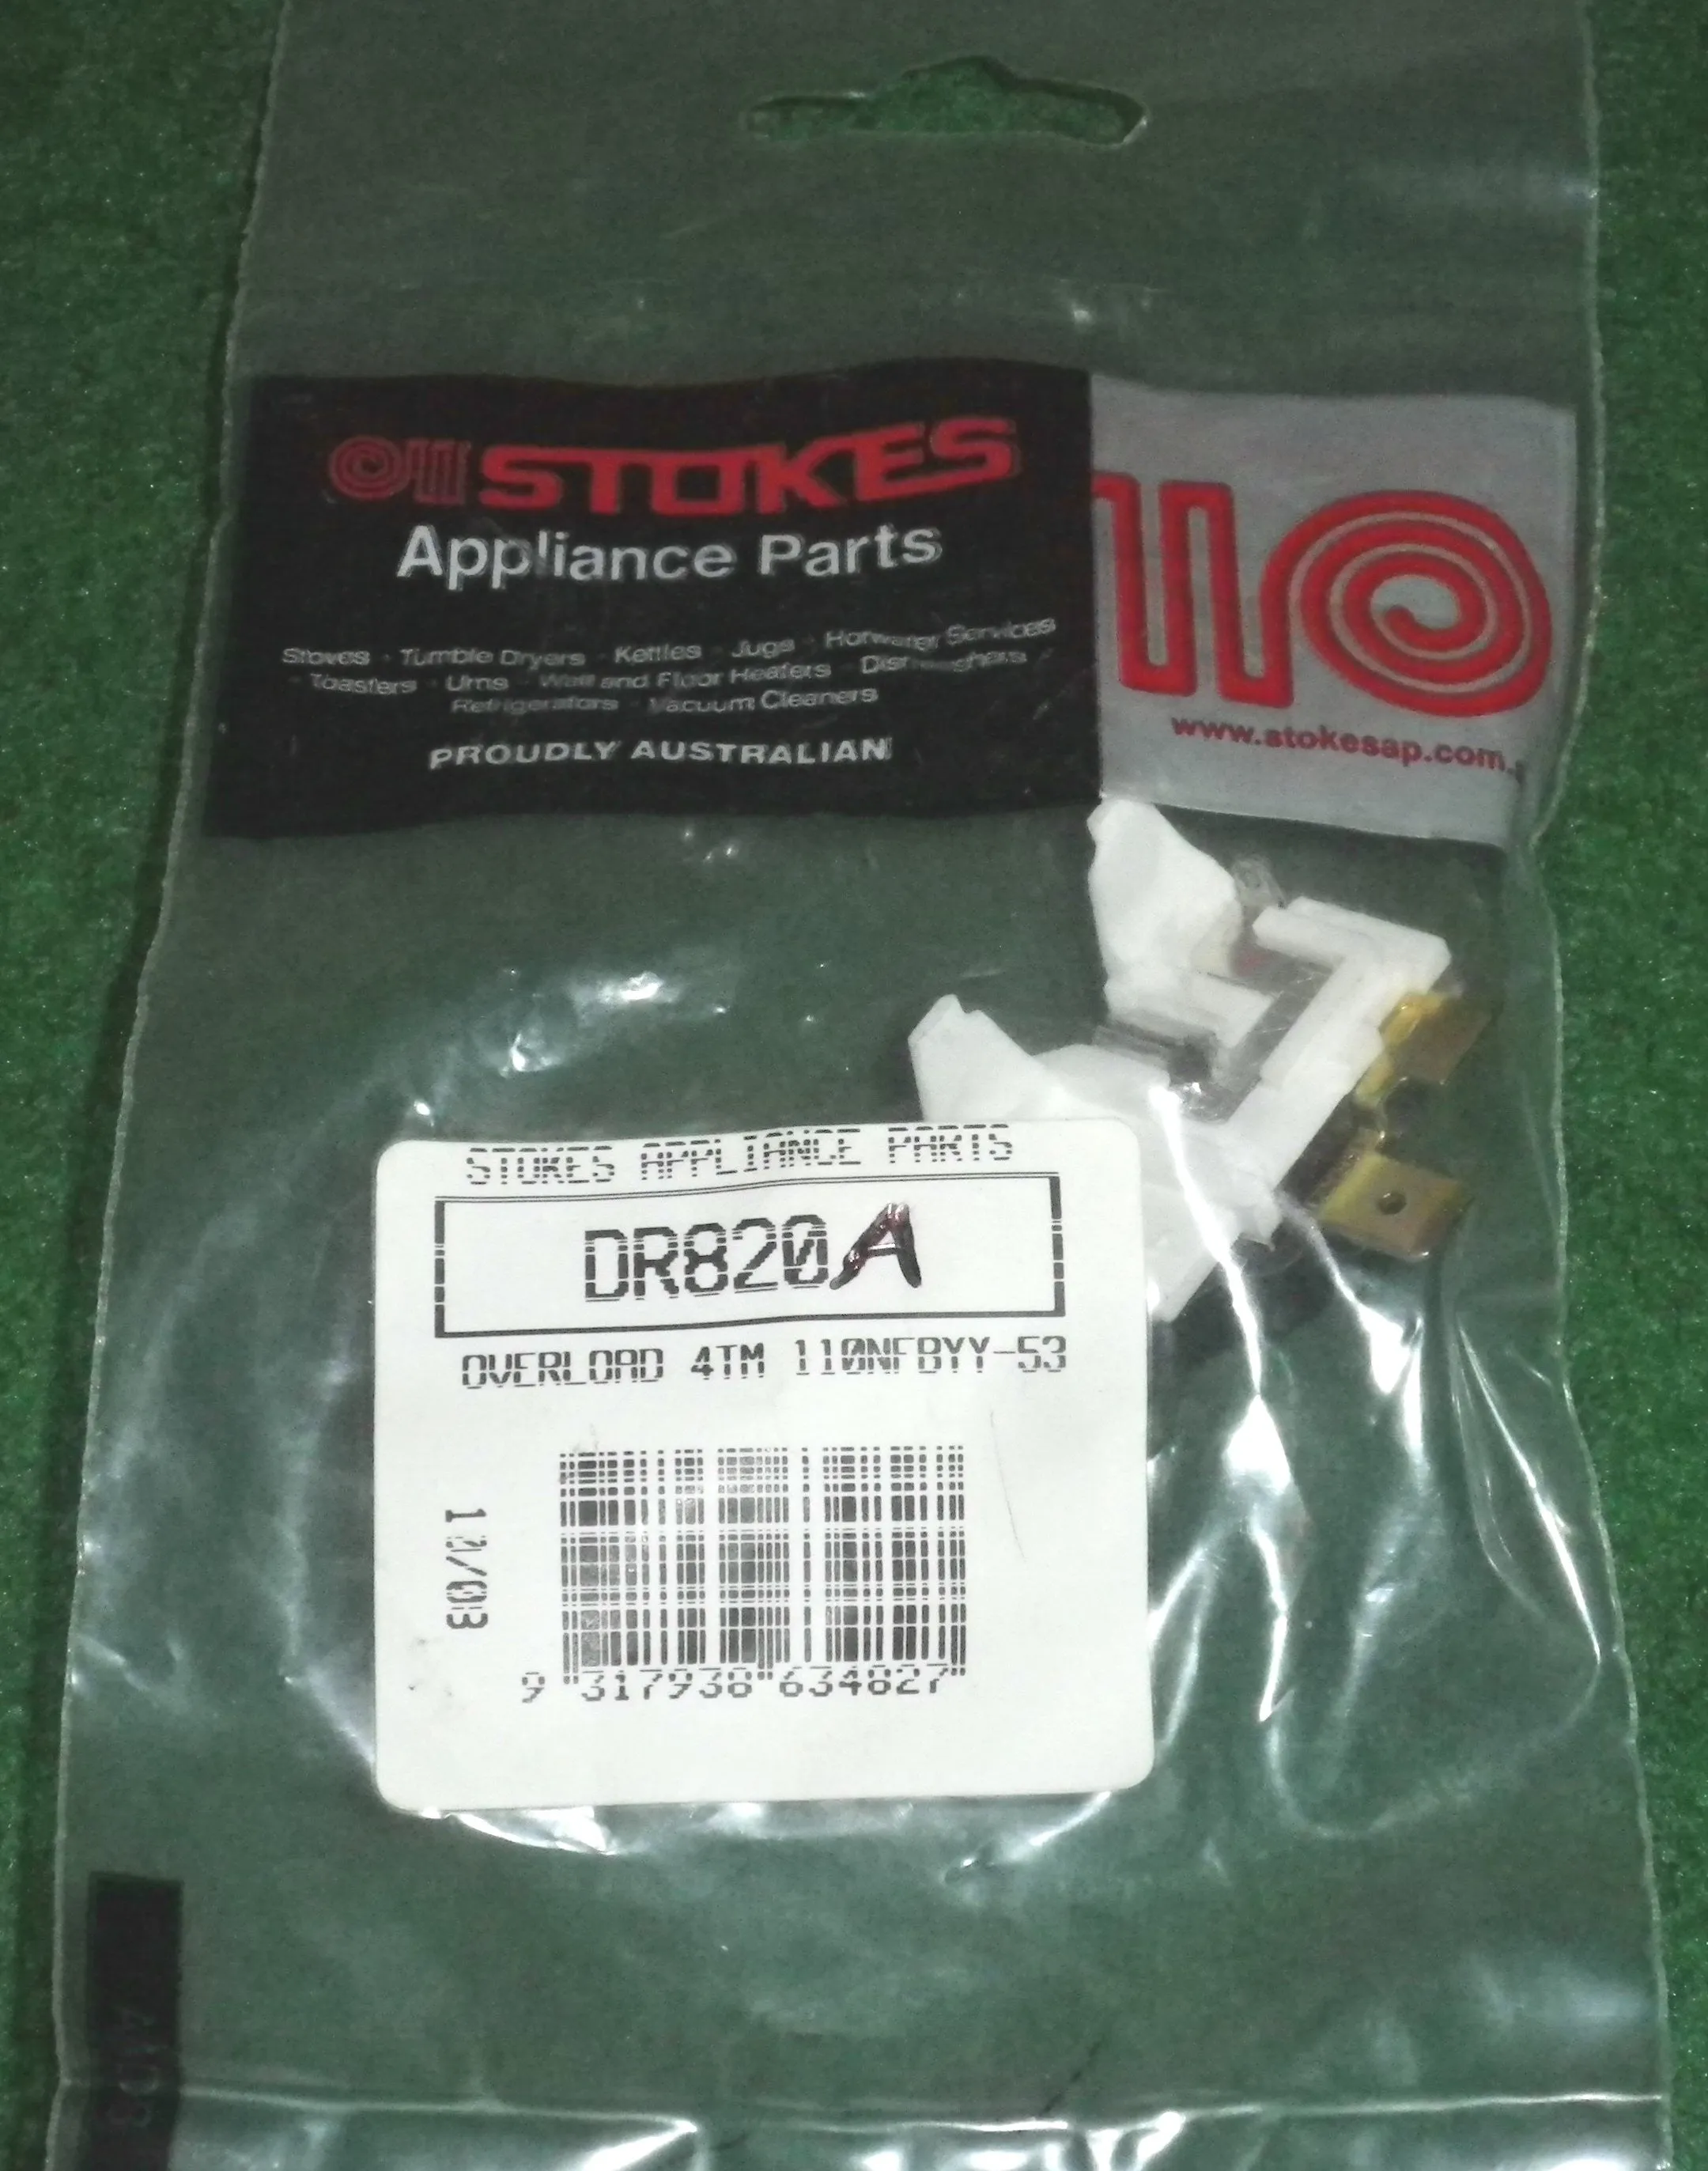 STOKES
Appliance Parts
Stoves - Tumble Dryers - Kettles - Jugs - Hotwater Services
- Toasters - Urns - Wall and Floor Heaters - Dishwashers
Refrigerators - Vacuum Cleaners
PROUDLY AUSTRALIAN
www.stokesap.com.
STOKES APPLIANCE PARTS
DR820A
OVERLOAD 4TM 110NFBYY-53
10/03
9 317938 634827